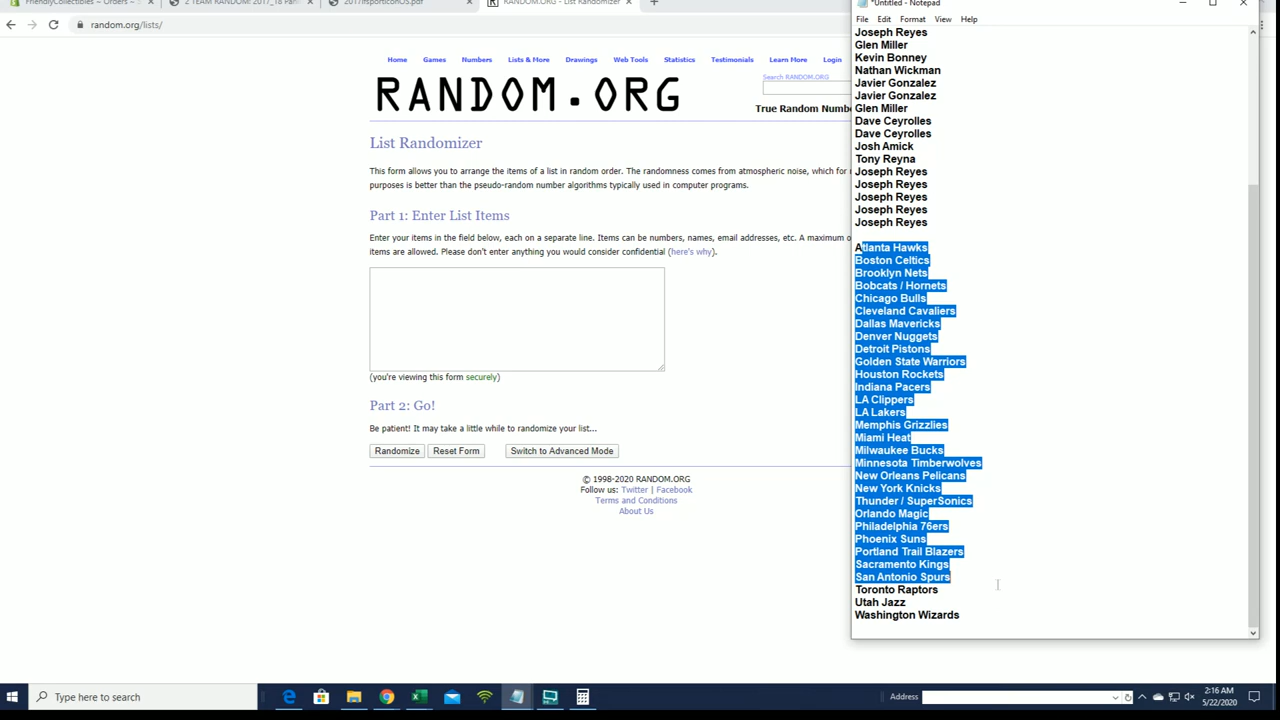 FriendlyCollectibles ~ Orders ~
2 TEAM RANDOM! 2017_18 Pani
2017itsporticonOS.pdf
RANDOM.ORG - List Randomizer
random.org/lists/
Home Games Numbers Lists & More Drawings Web Tools Statistics Testimonials Learn More Login
Search RANDOM.ORG
RANDOM.ORG
True Random Numbe
List Randomizer
This form allows you to arrange the items of a list in random order. The randomness comes from atmospheric noise, which for
purposes is better than the pseudo-random number algorithms typically used in computer programs.
Part 1: Enter List Items
Enter your items in the field below, each on a separate line. Items can be numbers, names, email addresses, etc. A maximum o
items are allowed. Please don't enter anything you would consider confidential (here's why).
(you're viewing this form securely)
Part 2: Go!
Be patient! It may take a little while to randomize your list...
Randomize Reset Form Switch to Advanced Mode
© 1998-2020 RANDOM.ORG
Follow us: Twitter | Facebook
Terms and Conditions
About Us
*Untitled - Notepad
File Edit Format View Help
Joseph Reyes
Glen Miller
Kevin Bonney
Nathan Wickman
Javier Gonzalez
Javier Gonzalez
Glen Miller
Dave Ceyrolles
Dave Ceyrolles
Josh Amick
Tony Reyna
Joseph Reyes
Joseph Reyes
Joseph Reyes
Joseph Reyes
Joseph Reyes
Atlanta Hawks
Boston Celtics
Brooklyn Nets
Bobcats / Hornets
Chicago Bulls
Cleveland Cavaliers
Dallas Mavericks
Denver Nuggets
Detroit Pistons
Golden State Warriors
Houston Rockets
Indiana Pacers
LA Clippers
LA Lakers
Memphis Grizzlies
Miami Heat
Milwaukee Bucks
Minnesota Timberwolves
New Orleans Pelicans
New York Knicks
Thunder / SuperSonics
Orlando Magic
Philadelphia 76ers
Phoenix Suns
Portland Trail Blazers
Sacramento Kings
San Antonio Spurs
Toronto Raptors
Utah Jazz
Washington Wizards
Type here to search
Address
2:16 AM
5/22/2020